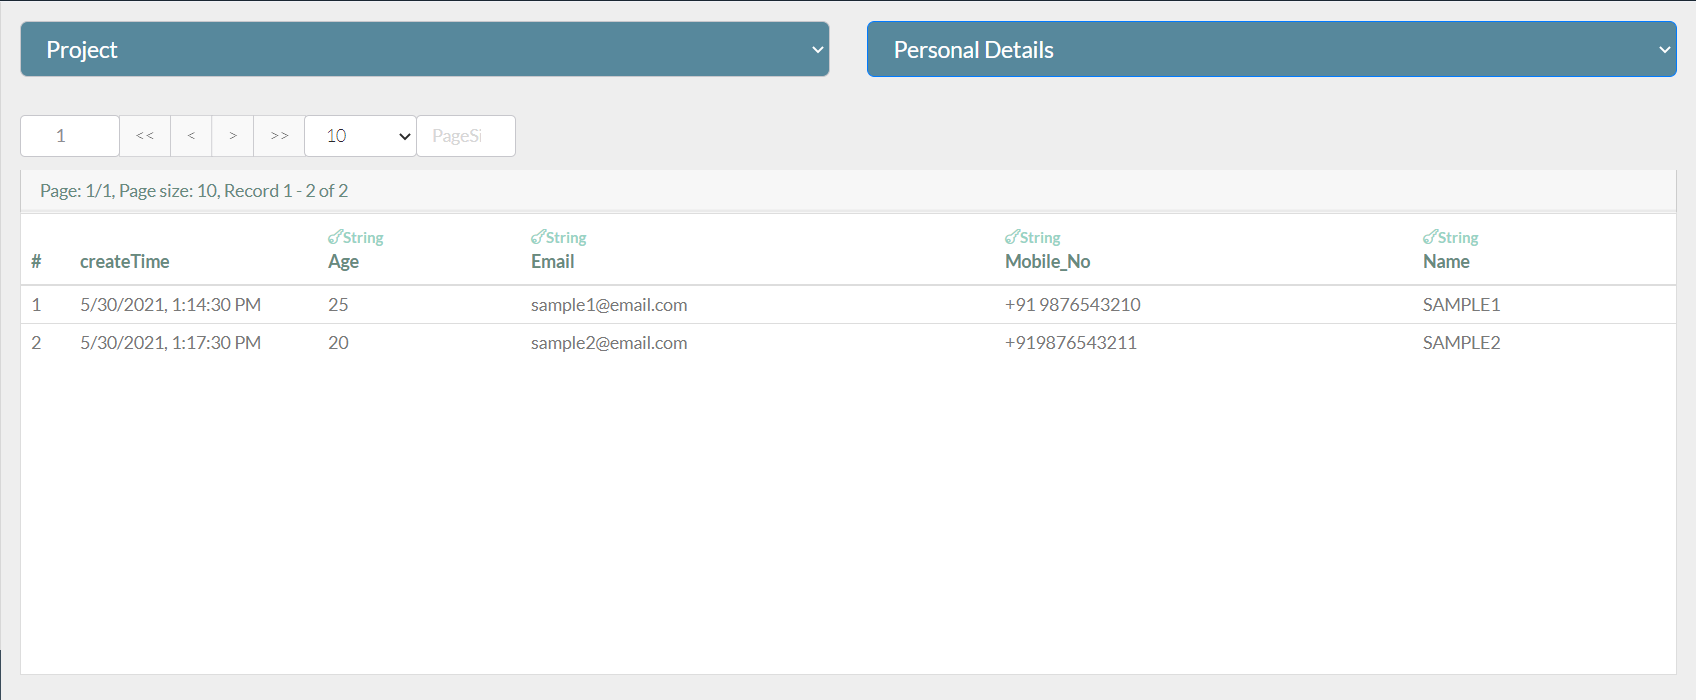 Project Personal Details
1 << < > >> 10 PageSi
Page: 1/1, Page size: 10, Record 1 - 2 of 2
String String String String
# createTime Age Email Mobile_No Name
1 5/30/2021, 1:14:30 PM 25 sample1@email.com +91 9876543210 SAMPLE1
2 5/30/2021, 1:17:30 PM 20 sample2@email.com +919876543211 SAMPLE2